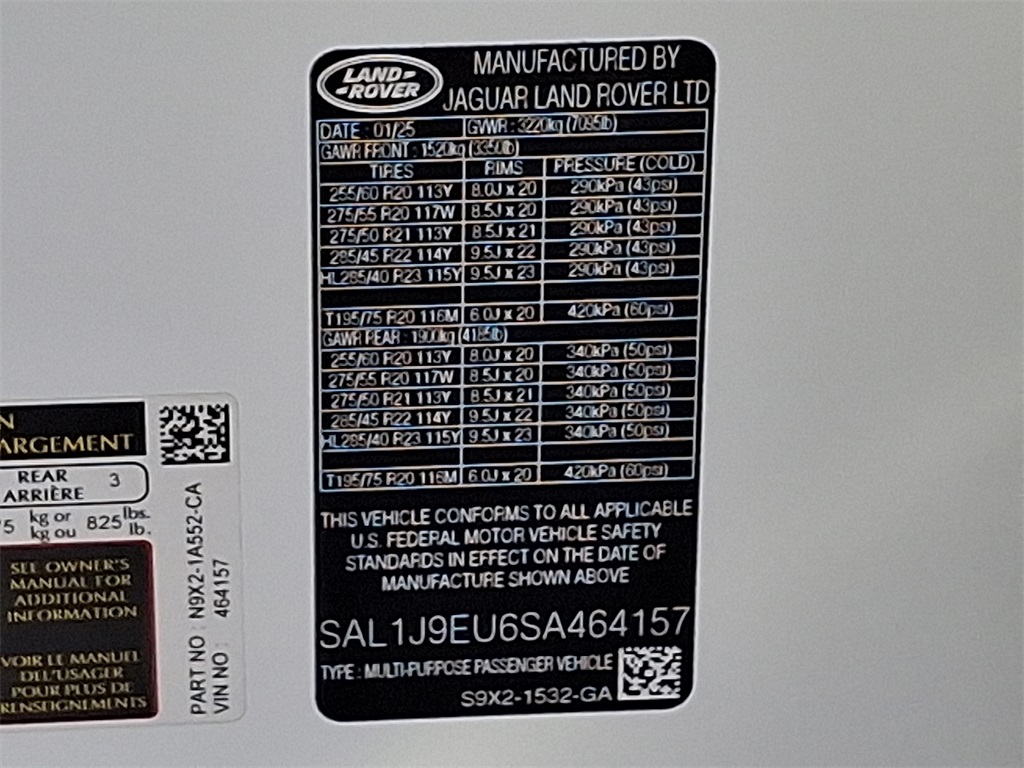 LAND-
-ROVER
MANUFACTURED BY
JAGUAR LAND ROVER LTD
DATE : 01/25 GVWR : 3220kg (7095lb)
GAWR FRONT : 1520kg (3350lb)
TIRES RIMS PRESSURE (COLD)
255/60 R20 113Y 8.0J x 20 290kPa (43psi)
275/55 R20 117W 8.5J x 20 290kPa (43psi)
275/50 R21 113Y 8.5J x 21 290kPa (43psi)
285/45 R22 114Y 9.5J x 22 290kPa (43psi)
HL285/40 R23 115Y 9.5J x 23 290kPa (43psi)
T195/75 R20 116M 6.0J x 20 420kPa (60psi)
GAWR REAR : 1900kg (4185lb)
255/60 R20 113Y 8.0J x 20 340kPa (50psi)
275/55 R20 117W 8.5J x 20 340kPa (50psi)
275/50 R21 113Y 8.5J x 21 340kPa (50psi)
285/45 R22 114Y 9.5J x 22 340kPa (50psi)
HL285/40 R23 115Y 9.5J x 23 340kPa (50psi)
T195/75 R20 116M 6.0J x 20 420kPa (60psi)
THIS VEHICLE CONFORMS TO ALL APPLICABLE
U.S. FEDERAL MOTOR VEHICLE SAFETY
STANDARDS IN EFFECT ON THE DATE OF
MANUFACTURE SHOWN ABOVE
SAL1J9EU6SA464157
TYPE : MULTI-PURPOSE PASSENGER VEHICLE
S9X2-1532-GA
N
ARGEMENT
REAR
ARRIÈRE 3
5 kg or
kg ou 825 lbs.
lb.
SEE OWNER'S
MANUAL FOR
ADDITIONAL
INFORMATION
VOIR LE MANUEL
DE L'USAGER
POUR PLUS DE
RENSEIGNEMENTS
PART NO : N9X2-1A552-CA
VIN NO : 464157